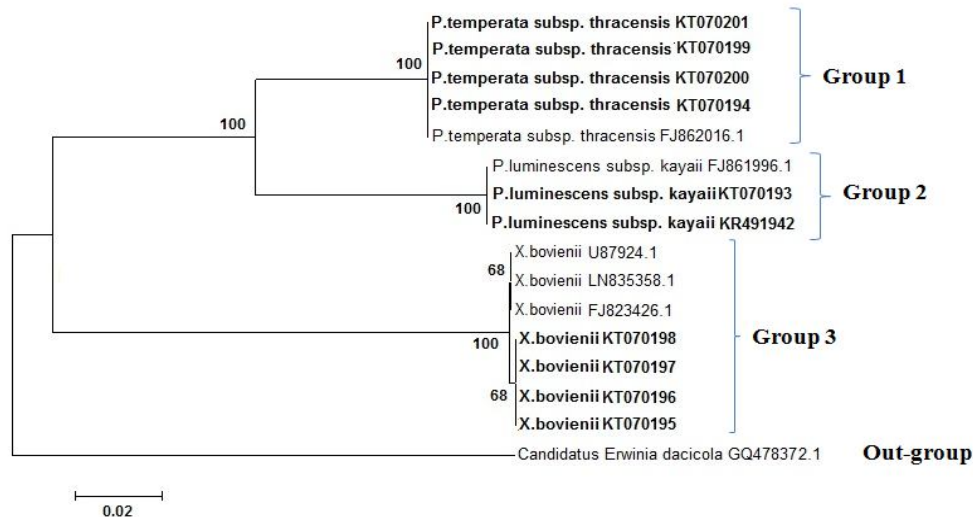 P.temperata subsp. thracensis KT070201
P.temperata subsp. thracensis KT070199
100
P.temperata subsp. thracensis KT070200
Group 1
P.temperata subsp. thracensis KT070194
100
P.temperata subsp. thracensis FJ862016.1
P.luminescens subsp. kayaii FJ861996.1
P.luminescens subsp. kayaii KT070193
Group 2
100
P.luminescens subsp. kayaii KR491942
X.bovienii U87924.1
68
X.bovienii LN835358.1
X.bovienii FJ823426.1
X.bovienii KT070198
Group 3
100
X.bovienii KT070197
68
X.bovienii KT070196
X.bovienii KT070195
Candidatus Erwinia dacicola GQ478372.1
Out-group
0.02